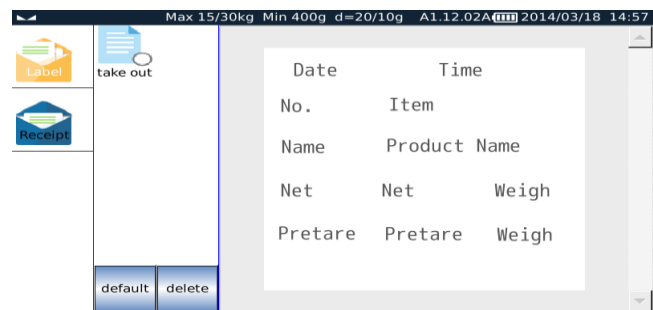 Max 15/30kg Min 400g d=20/10g A1.12.02A 2014/03/18 14:57
Label
take out
Receipt
default delete
Date Time
No. Item
Name Product Name
Net Net Weigh
Pretare Pretare Weigh